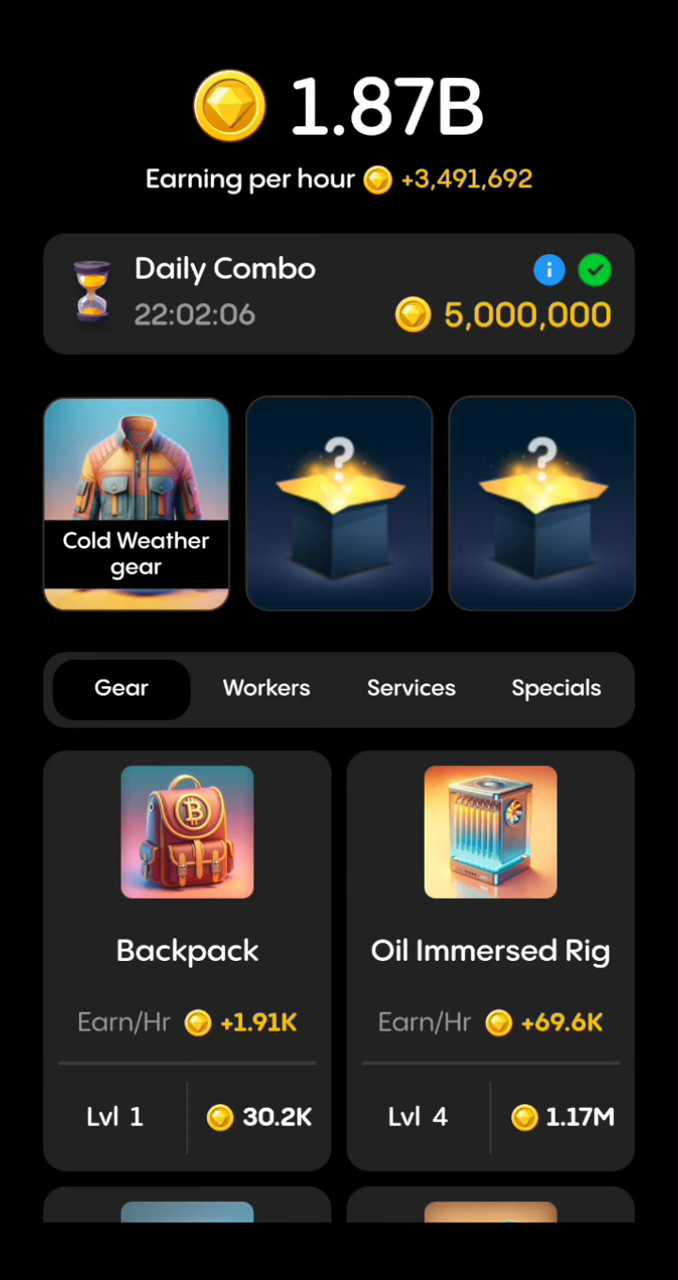 1.87B
Earning per hour +3,491,692
Daily Combo
22:02:06
5,000,000
Cold Weather
gear
?
?
Gear Workers Services Specials
Backpack
Earn/Hr +1.91K
Lvl 1 30.2K
Oil Immersed Rig
Earn/Hr +69.6K
Lvl 4 1.17M